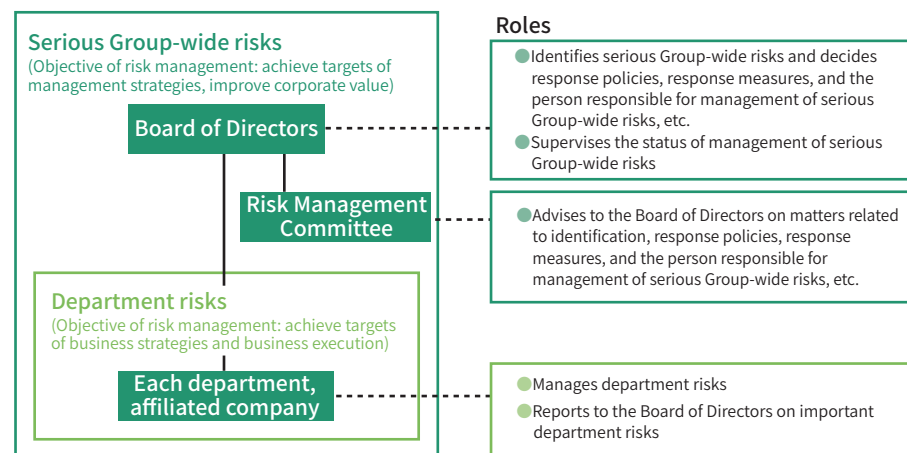 Serious Group-wide risks
(Objective of risk management: achieve targets of
management strategies, improve corporate value)
Board of Directors
Risk Management
Committee
Department risks
(Objective of risk management: achieve targets
of business strategies and business execution)
Each department,
affiliated company
Roles
●Identifies serious Group-wide risks and decides
response policies, response measures, and the
person responsible for management of serious
Group-wide risks, etc.
●Supervises the status of management of serious
Group-wide risks
●Advises to the Board of Directors on matters related
to identification, response policies, response
measures, and the person responsible for
management of serious Group-wide risks, etc.
●Manages department risks
●Reports to the Board of Directors on important
department risks